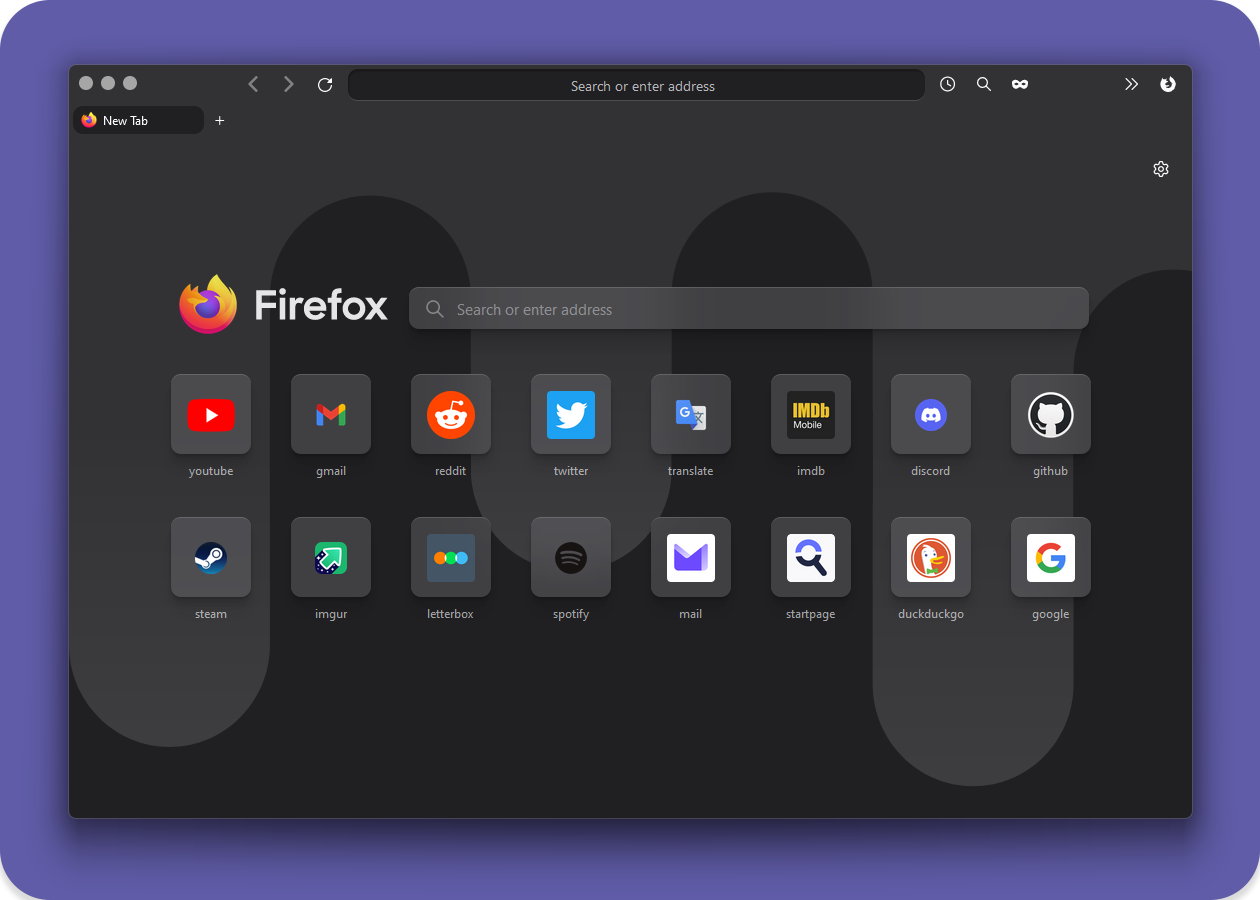 Search or enter address
New Tab
Firefox
Search or enter address
IMDb
Mobile
youtube
gmail
reddit
twitter
translate
imdb
discord
github
steam
imgur
letterbox
spotify
mail
startpage
duckduckgo
google